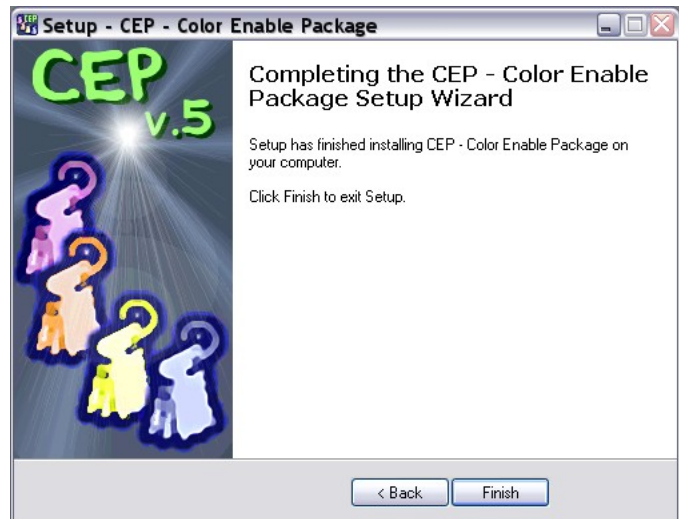 Setup - CEP - Color Enable Package
CEP
v.5
Completing the CEP - Color Enable
Package Setup Wizard
Setup has finished installing CEP - Color Enable Package on
your computer.
Click Finish to exit Setup.
< Back
Finish